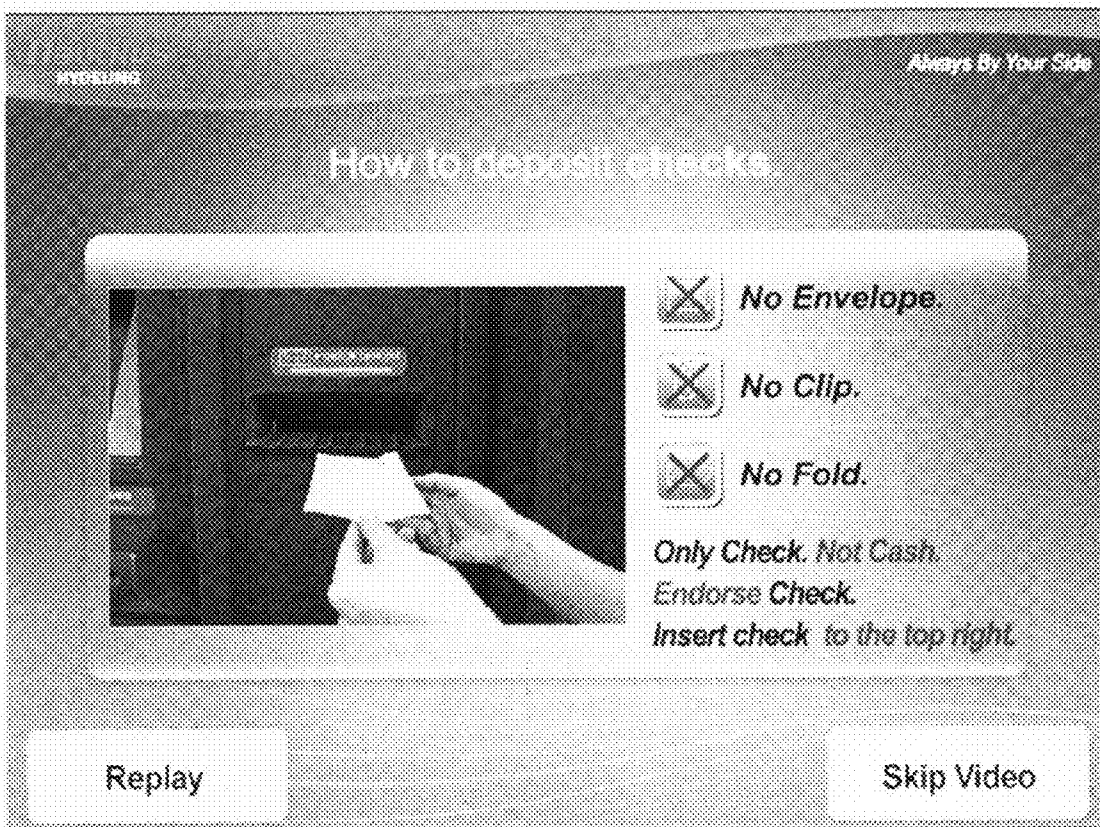 HYOSUNG
Always By Your Side
How to deposit checks.
No Envelope.
No Clip.
No Fold.
Only Check. Not Cash.
Endorse Check.
Insert check to the top right.
Replay
Skip Video